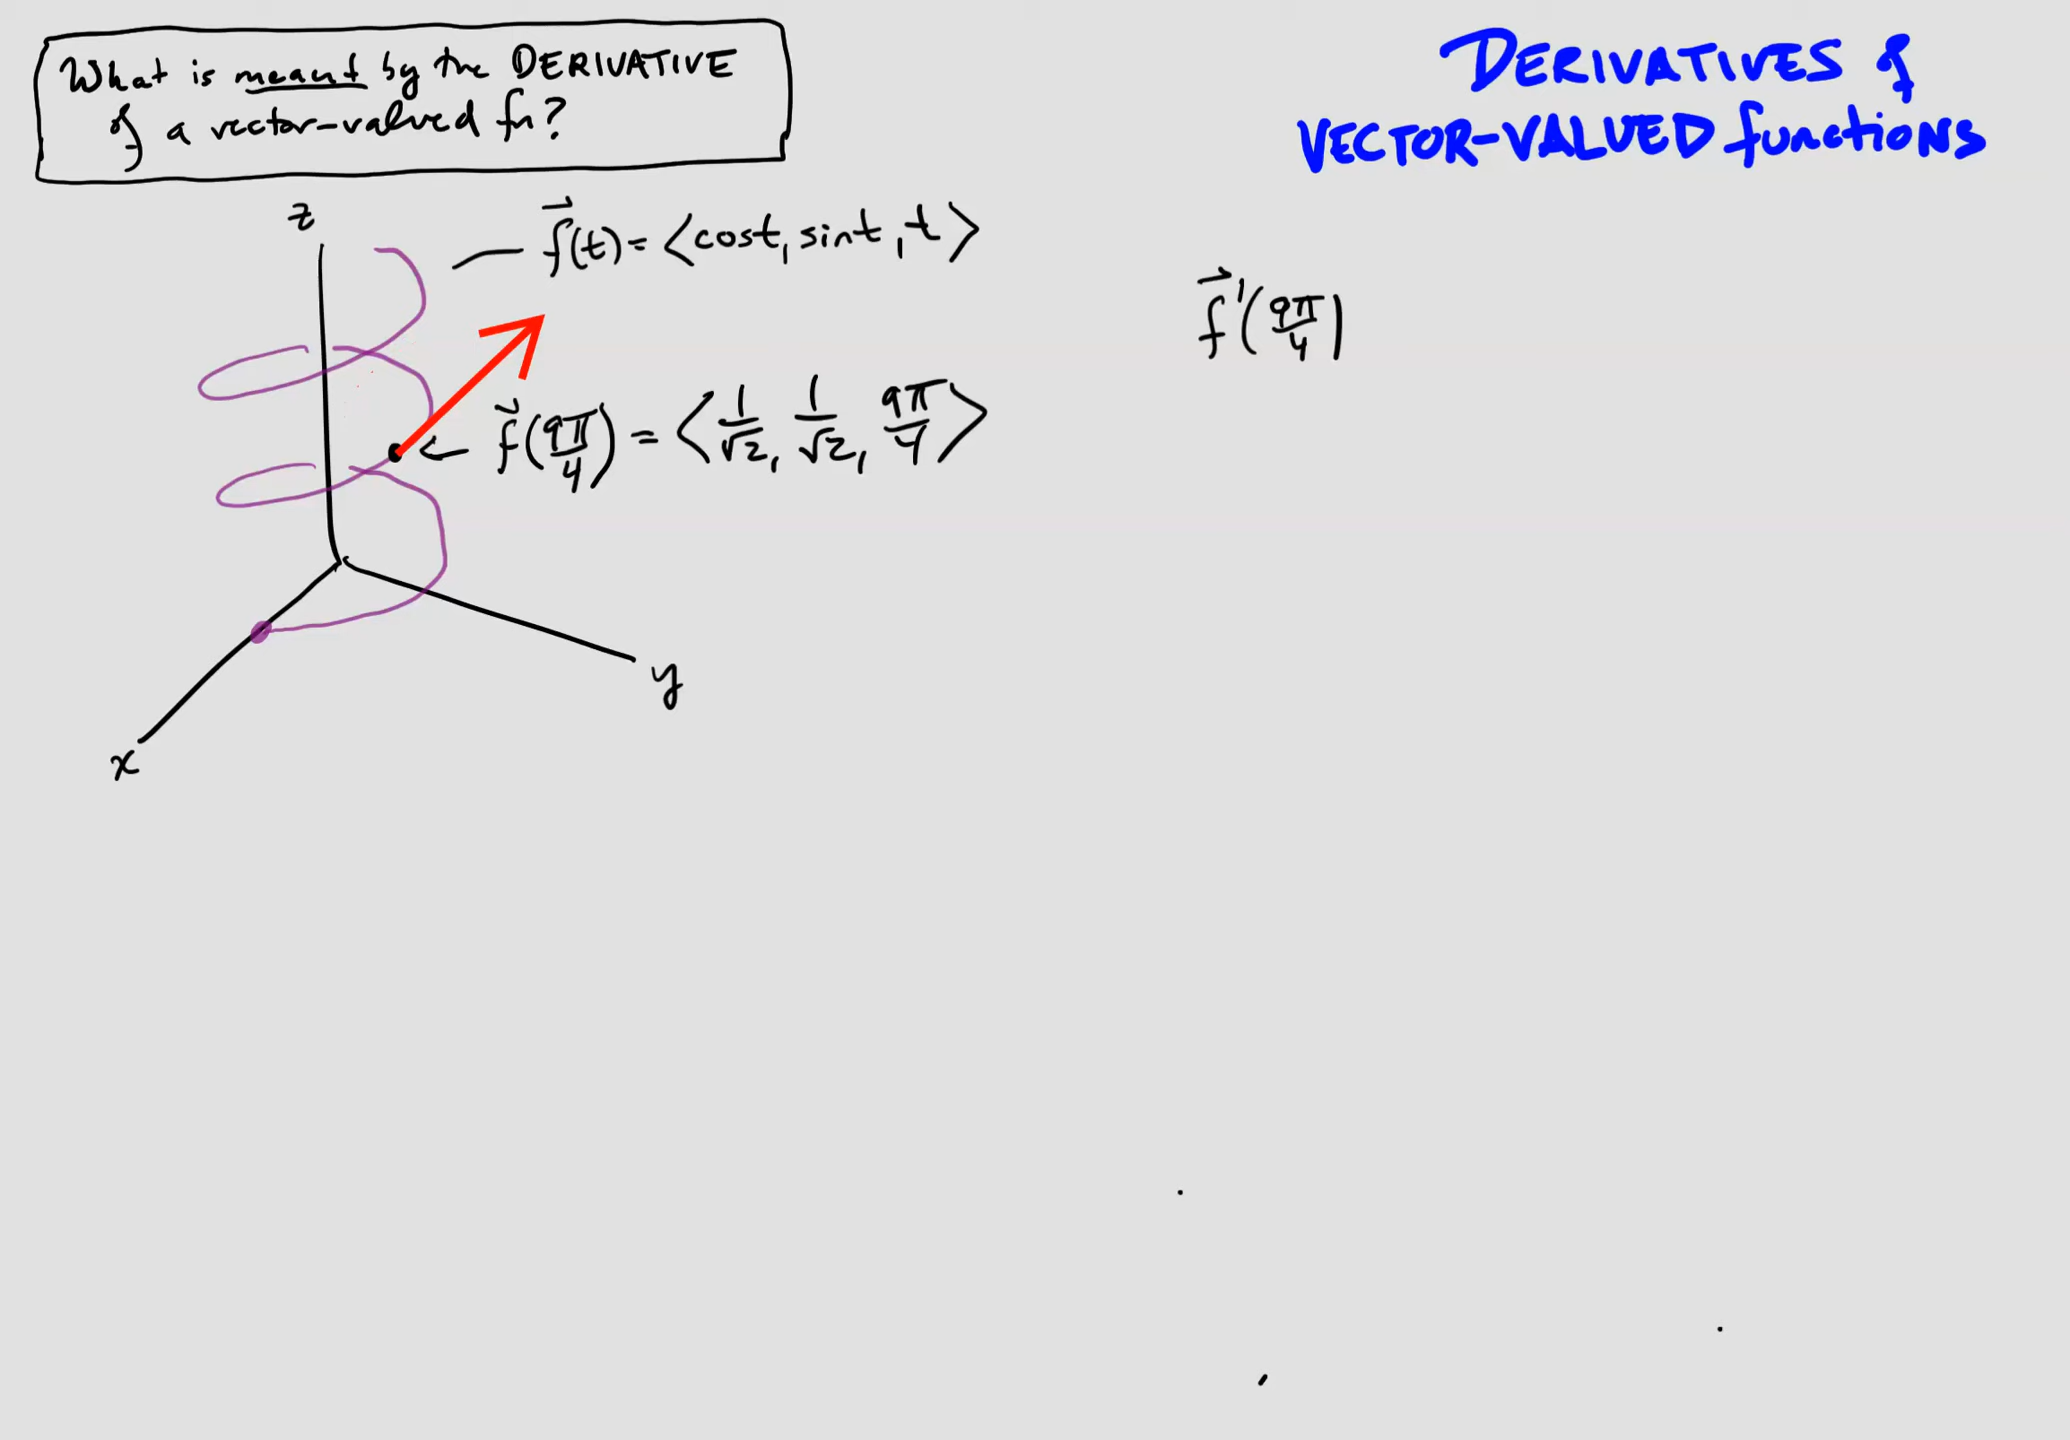 What is meant by the DERIVATIVE
of a vector-valued fn?
DERIVATIVES of
VECTOR-VALUED functions
z
f⃗(t) = ⟨cost, sint, t⟩
f⃗'(9π/4)
f⃗(9π/4) = ⟨1/√2, 1/√2, 9π/4⟩
y
x